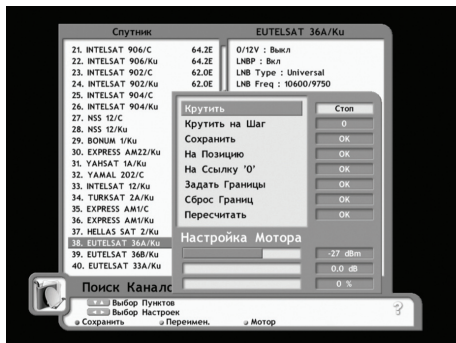 Спутник
EUTELSAT 36A/Ku
21. INTELSAT 906/C 64.2E
22. INTELSAT 906/Ku 64.2E
23. INTELSAT 902/C 62.0E
24. INTELSAT 902/Ku 62.0E
25. INTELSAT 904/C
26. INTELSAT 904/Ku
27. NSS 12/C
28. NSS 12/Ku
29. BONUM 1/Ku
30. EXPRESS AM22/Ku
31. YAHSAT 1A/Ku
32. YAMAL 202/C
33. INTELSAT 12/Ku
34. TURKSAT 2A/Ku
35. EXPRESS AM1/C
36. EXPRESS AM1/Ku
37. HELLAS SAT 2/Ku
38. EUTELSAT 36A/Ku
39. EUTELSAT 36B/Ku
40. EUTELSAT 33A/Ku
0/12V : Выкл
LNBP : Вкл
LNB Type : Universal
LNB Freq : 10600/9750
Крутить Стоп
Крутить на Шаг 0
Сохранить OK
На Позицию OK
На Ссылку '0' OK
Задать Границы OK
Сброс Границ OK
Пересчитать OK
Настройка Мотора
-27 dBm
0.0 dB
0 %
Поиск Канало
Выбор Пунктов
Выбор Настроек
Сохранить Переимен. Мотор
?